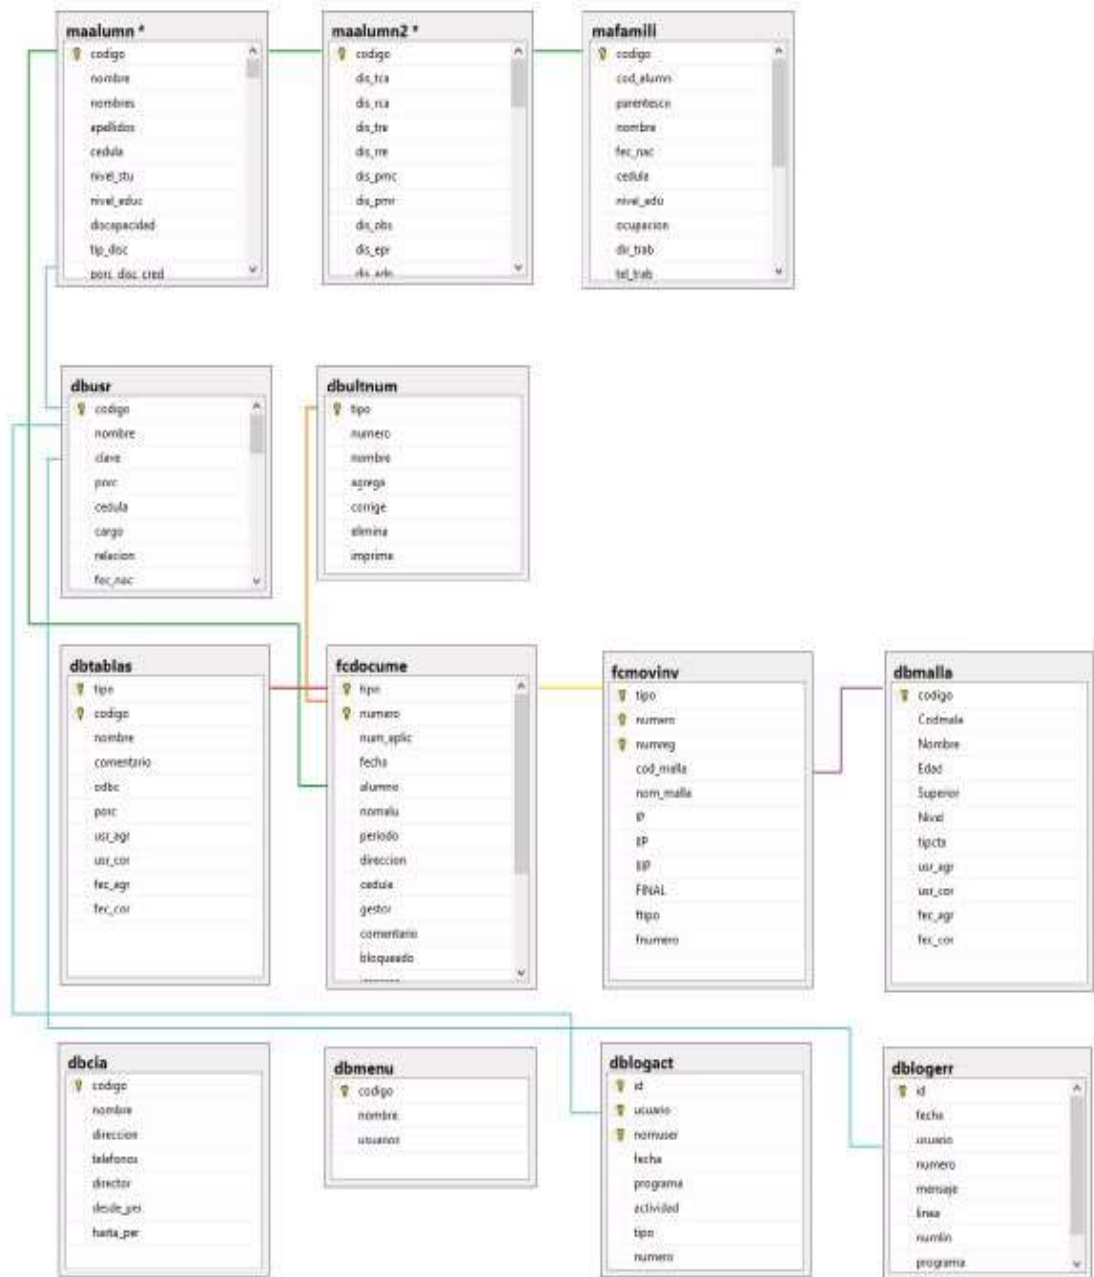 maalumn *
codigo
nombre
nombres
apellidos
cedula
nivel_stu
nivel_educ
discapacidad
tip_disc
porc_disc_cred
maalumn2 *
codigo
dis_tca
dis_rca
dis_tre
dis_rre
dis_pmc
dis_pmr
dis_obs
dis_epr
mafamili
codigo
cod_alumn
parentesco
nombre
fec_nac
cedula
nivel_edu
ocupacion
dir_trab
tel_trab
dbusr
codigo
nombre
clave
porc
cedula
cargo
relacion
fec_nac
dbultnum
tipo
numero
nombre
agrega
corrige
elimina
imprime
dbtablas
tipo
codigo
nombre
comentario
odbc
porc
usr_agr
usr_cor
fec_agr
fec_cor
fcdocume
tipo
numero
num_aplic
fecha
alumno
nomalu
periodo
direccion
cedula
gestor
comentario
bloqueado
fcmovinv
tipo
numero
numreg
cod_malla
nom_malla
IP
IIP
IIIP
FINAL
ftipo
fnumero
dbmalla
codigo
Codmala
Nombre
Edad
Superior
Nivel
tipcta
usr_agr
usr_cor
fec_agr
fec_cor
dbcia
codigo
nombre
direccion
telefonos
director
desde_per
hasta_per
dbmenu
codigo
nombre
usuarios
dblogact
id
usuario
nomuser
fecha
programa
actividad
tipo
numero
dblogerr
id
fecha
usuario
numero
mensaje
linea
numlin
programa